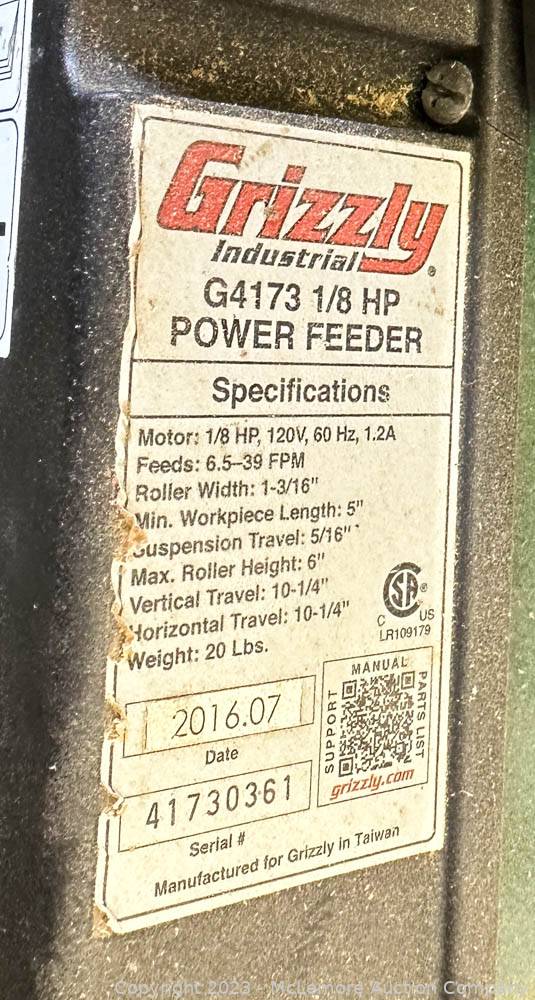 Grizzly
Industrial®
G4173 1/8 HP
POWER FEEDER
Specifications
Motor: 1/8 HP, 120V, 60 Hz, 1.2A
Feeds: 6.5–39 FPM
Roller Width: 1-3/16"
Min. Workpiece Length: 5"
Suspension Travel: 5/16"
Max. Roller Height: 6"
Vertical Travel: 10-1/4"
Horizontal Travel: 10-1/4"
Weight: 20 Lbs.
CSA®
C US
LR109179
2016.07
Date
41730361
Serial #
MANUAL
SUPPORT
PARTS LIST
grizzly.com
Manufactured for Grizzly in Taiwan
Copyright 2023 - McLemore Auction Company